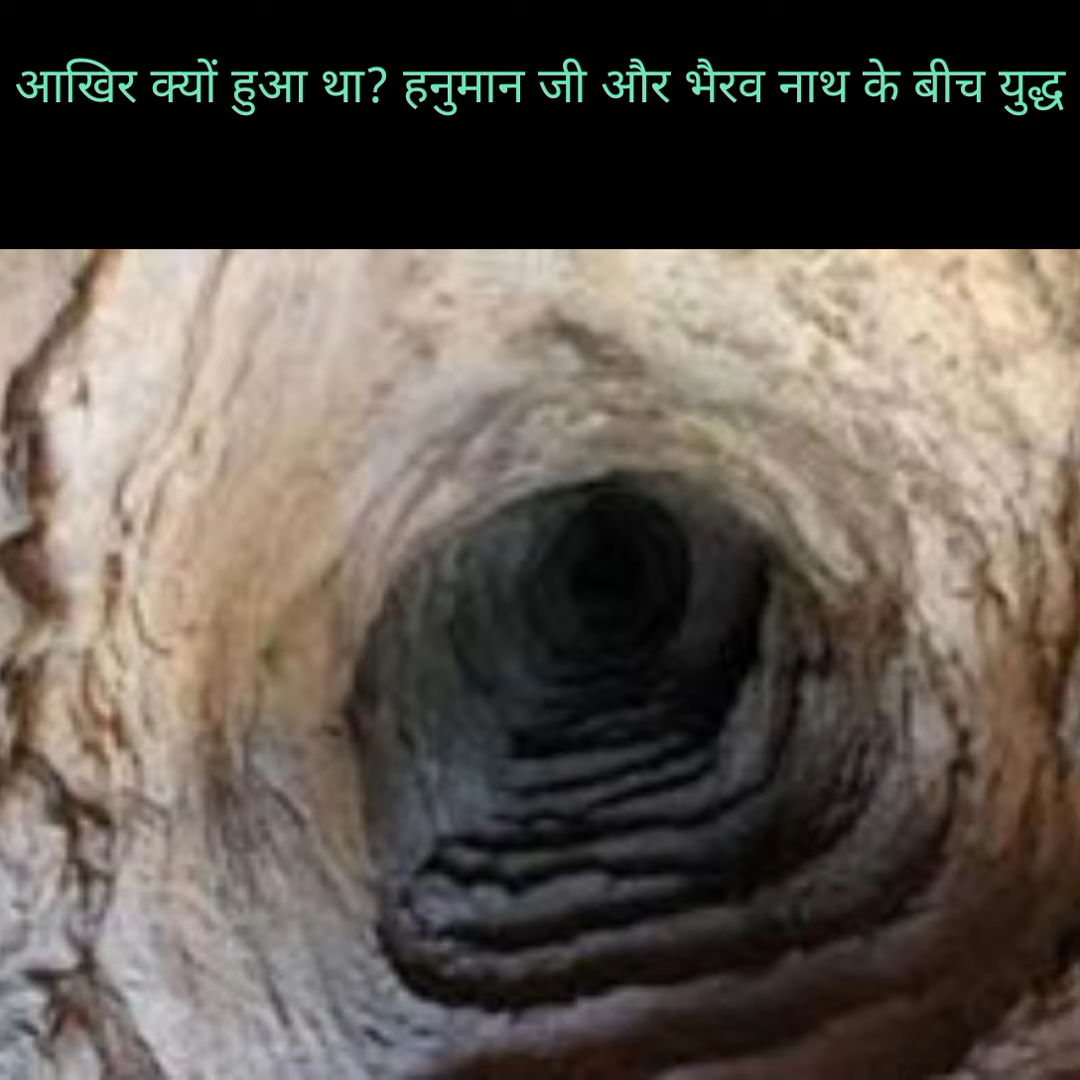 आखिर क्यों हुआ था? हनुमान जी और भैरव नाथ के बीच युद्ध